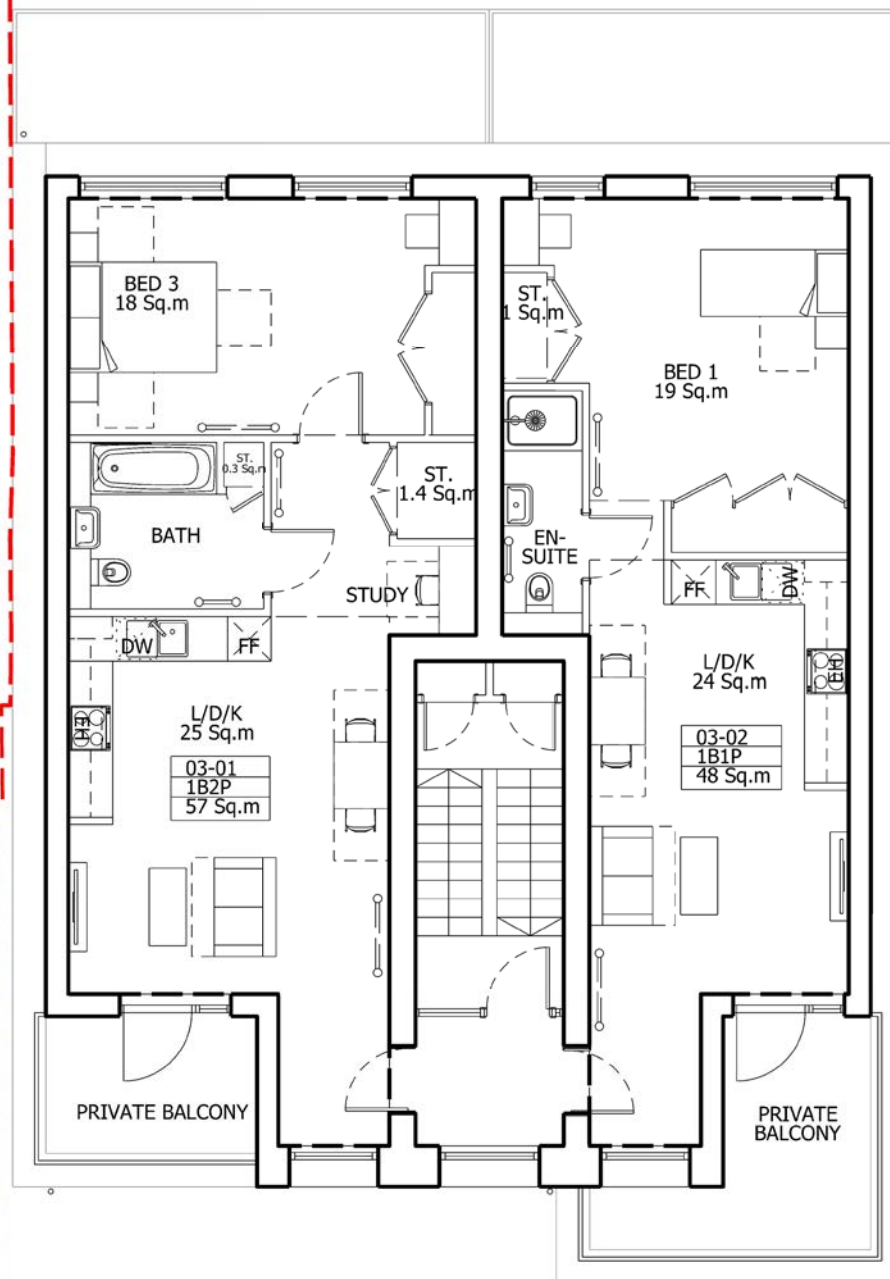 BED 3
18 Sq.m
ST.
1 Sq.m
BED 1
19 Sq.m
ST.
0.3 Sq.m
ST.
1.4 Sq.m
BATH
EN-
SUITE
STUDY
FF
DW
DW
FF
L/D/K
25 Sq.m
EH
03-01
1B2P
57 Sq.m
L/D/K
24 Sq.m
EH
03-02
1B1P
48 Sq.m
PRIVATE BALCONY
PRIVATE
BALCONY